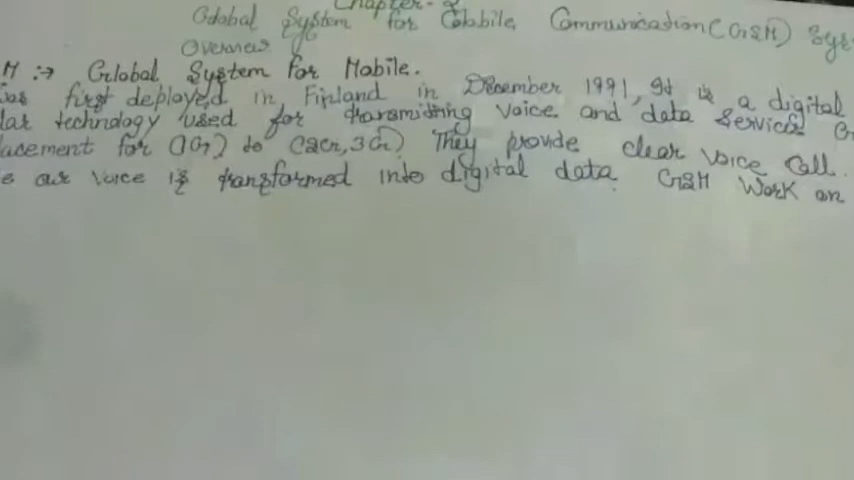 Chapter-2
Global System for Mobile Communication (GSM) Sys
Overview
M :→ Global System for Mobile.
was first deployed in Finland in December 1991, It is a digital
lar technology used for transmitting voice and data services G
lacement for (1G) to (2G, 3G) They provide clear voice call.
e our voice is transformed into digital data GSM Work on